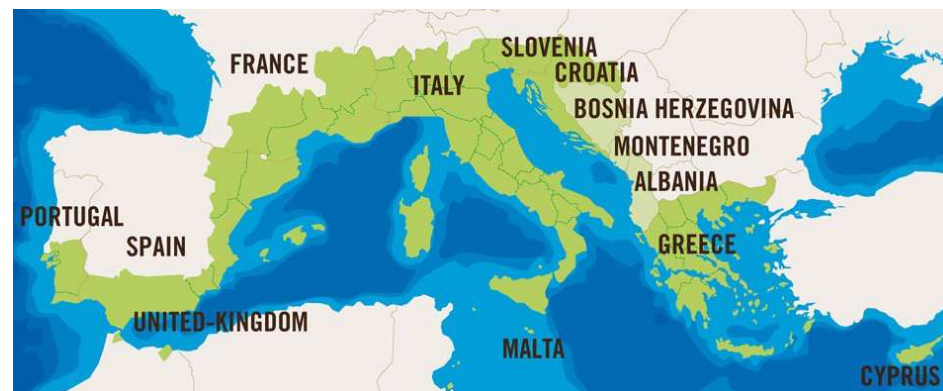 SLOVENIA
FRANCE
CROATIA
ITALY
BOSNIA HERZEGOVINA
MONTENEGRO
ALBANIA
PORTUGAL
SPAIN
GREECE
UNITED-KINGDOM
MALTA
CYPRUS